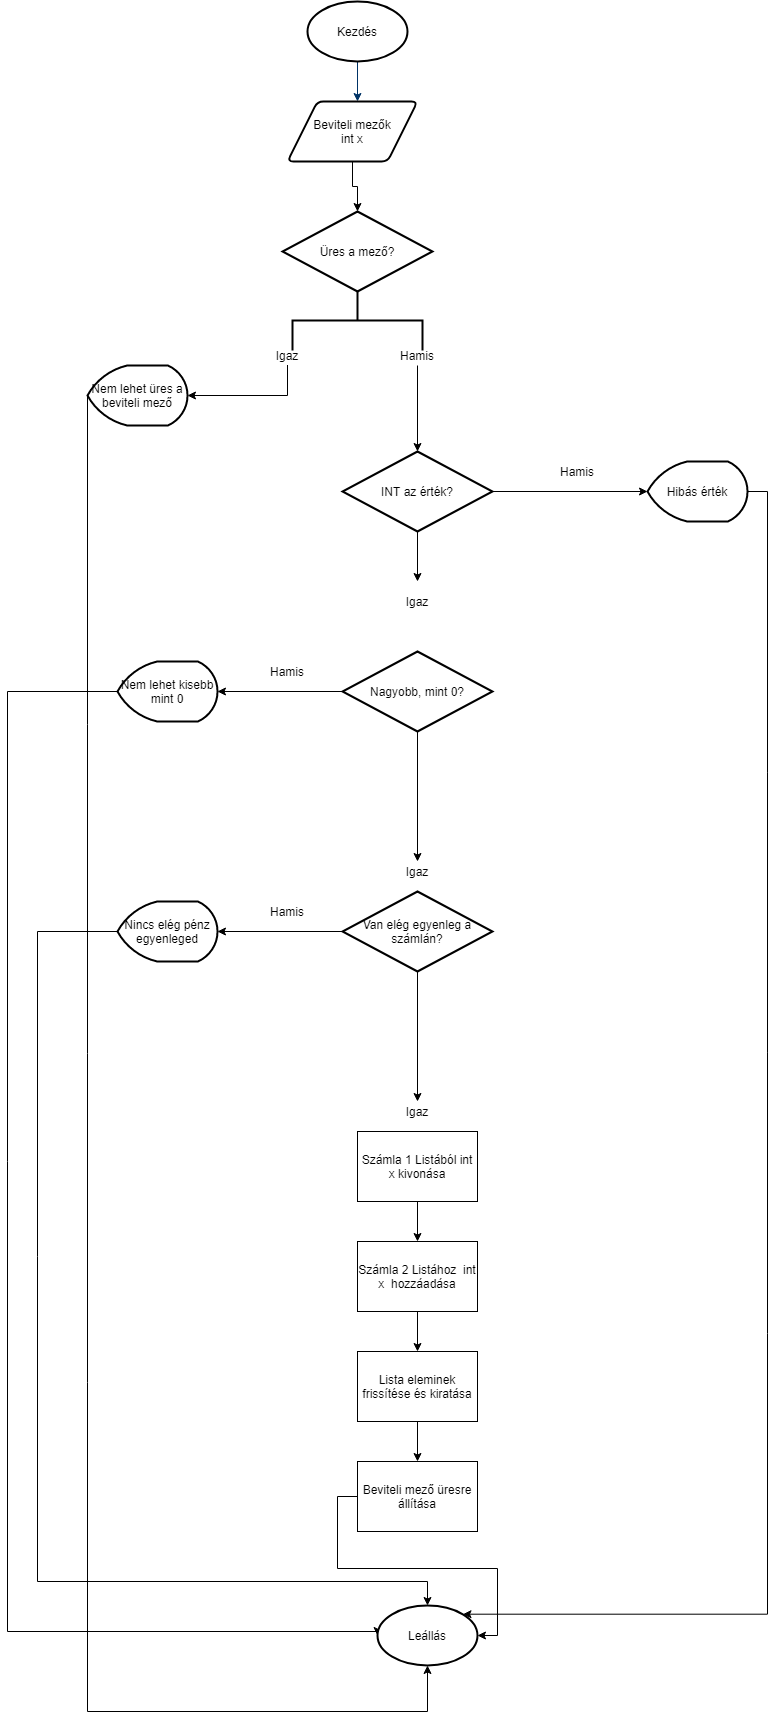 Kezdés
Beviteli mezők
int x
Üres a mező?
Igaz
Hamis
Nem lehet üres a
beviteli mező
INT az érték?
Hamis
Hibás érték
Igaz
Nem lehet kisebb
mint 0
Hamis
Nagyobb, mint 0?
Igaz
Nincs elég pénz
egyenleged
Hamis
Van elég egyenleg a
számlán?
Igaz
Számla 1 Listából int
x kivonása
Számla 2 Listához  int
x  hozzáadása
Lista eleminek
frissítése és kiratása
Beviteli mező üresre
állítása
Leállás